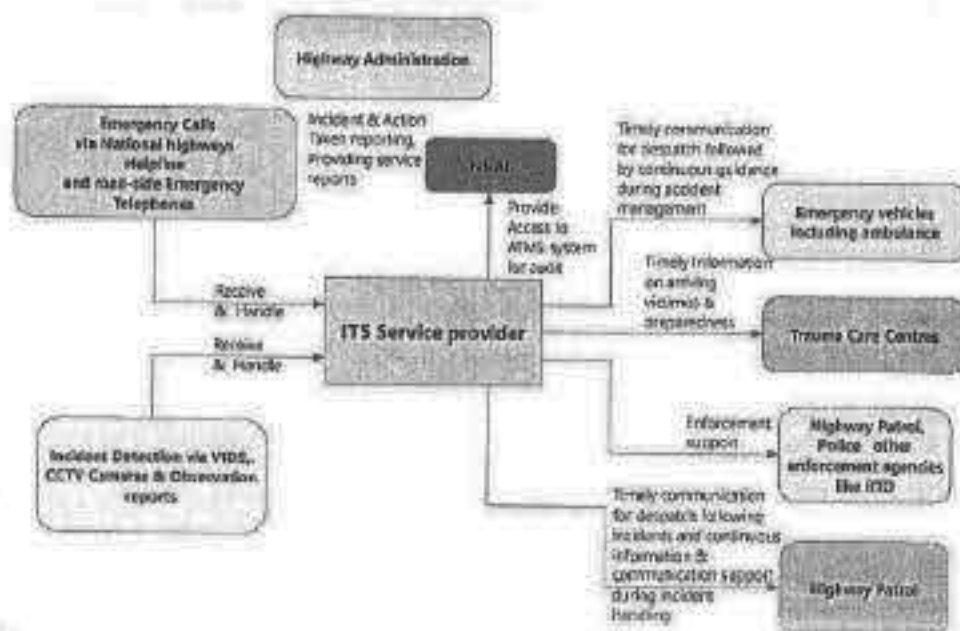 Highway Administration
Emergency Calls
via National highways
Helpline
and road-side Emergency
Telephones
Incident & Action
Taken reporting,
Providing service
reports
NHAI
Provide
Access to
ATMS system
for audit
Timely communication
for despatch followed
by continuous guidance
during accident
management
Emergency vehicles
including ambulance
Receive
& Handle
Receive
& Handle
ITS Service provider
Timely Information
on arriving
victims &
preparedness
Trauma Care Centres
Incident Detection via VIDS,
CCTV Cameras & Observation
reports
Enforcement
support
Highway Patrol,
Police other
enforcement agencies
like RTO
Timely communication
for despatch following
incidents and continuous
information &
communication support
during incident
handling
Highway Patrol